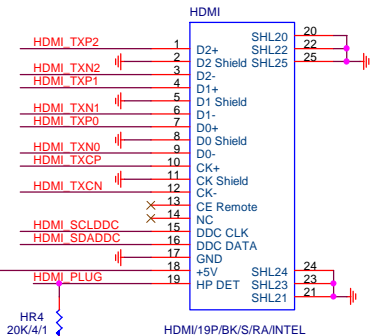 HDMI
HDMI_TXP2 1 D2+ SHL20 20
2 D2 Shield SHL22 22
HDMI_TXN2 3 D2- SHL25 25
HDMI_TXP1 4 D1+
5 D1 Shield
HDMI_TXN1 6 D1-
HDMI_TXP0 7 D0+
8 D0 Shield
HDMI_TXN0 9 D0-
HDMI_TXCP 10 CK+
11 CK Shield
HDMI_TXCN 12 CK-
13 CE Remote
14 NC
HDMI_SCLDDC 15 DDC CLK
HDMI_SDADDC 16 DDC DATA
17 GND
18 +5V SHL24 24
HDMI_PLUG 19 HP DET SHL23 23
SHL21 21
HR4
20K/4/1
HDMI/19P/BK/S/RA/INTEL